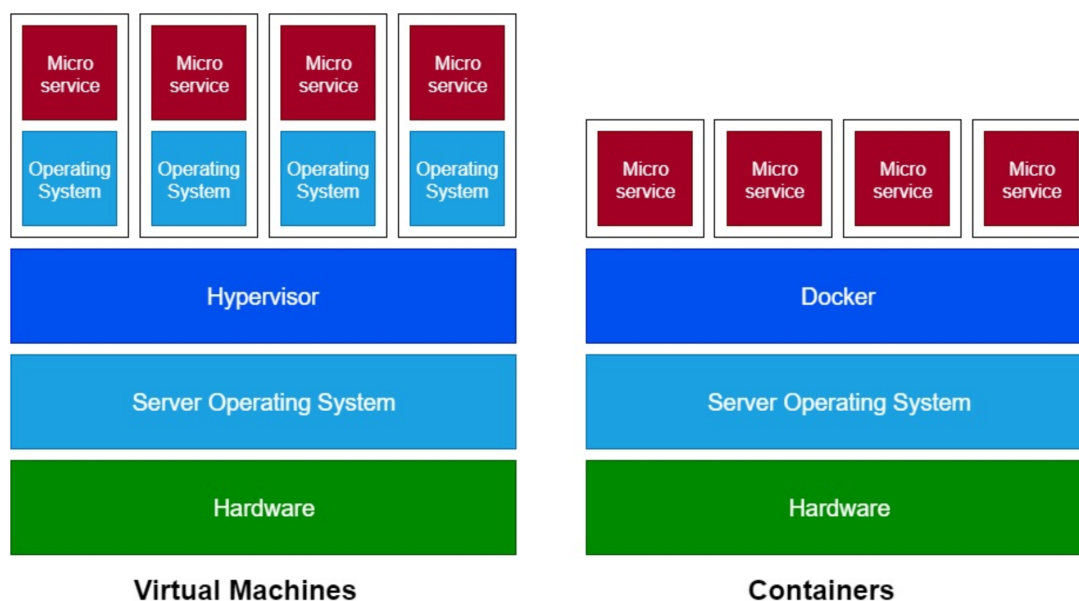 Micro
service
Micro
service
Micro
service
Micro
service
Operating
System
Operating
System
Operating
System
Operating
System
Hypervisor
Server Operating System
Hardware
Virtual Machines
Micro
service
Micro
service
Micro
service
Micro
service
Docker
Server Operating System
Hardware
Containers